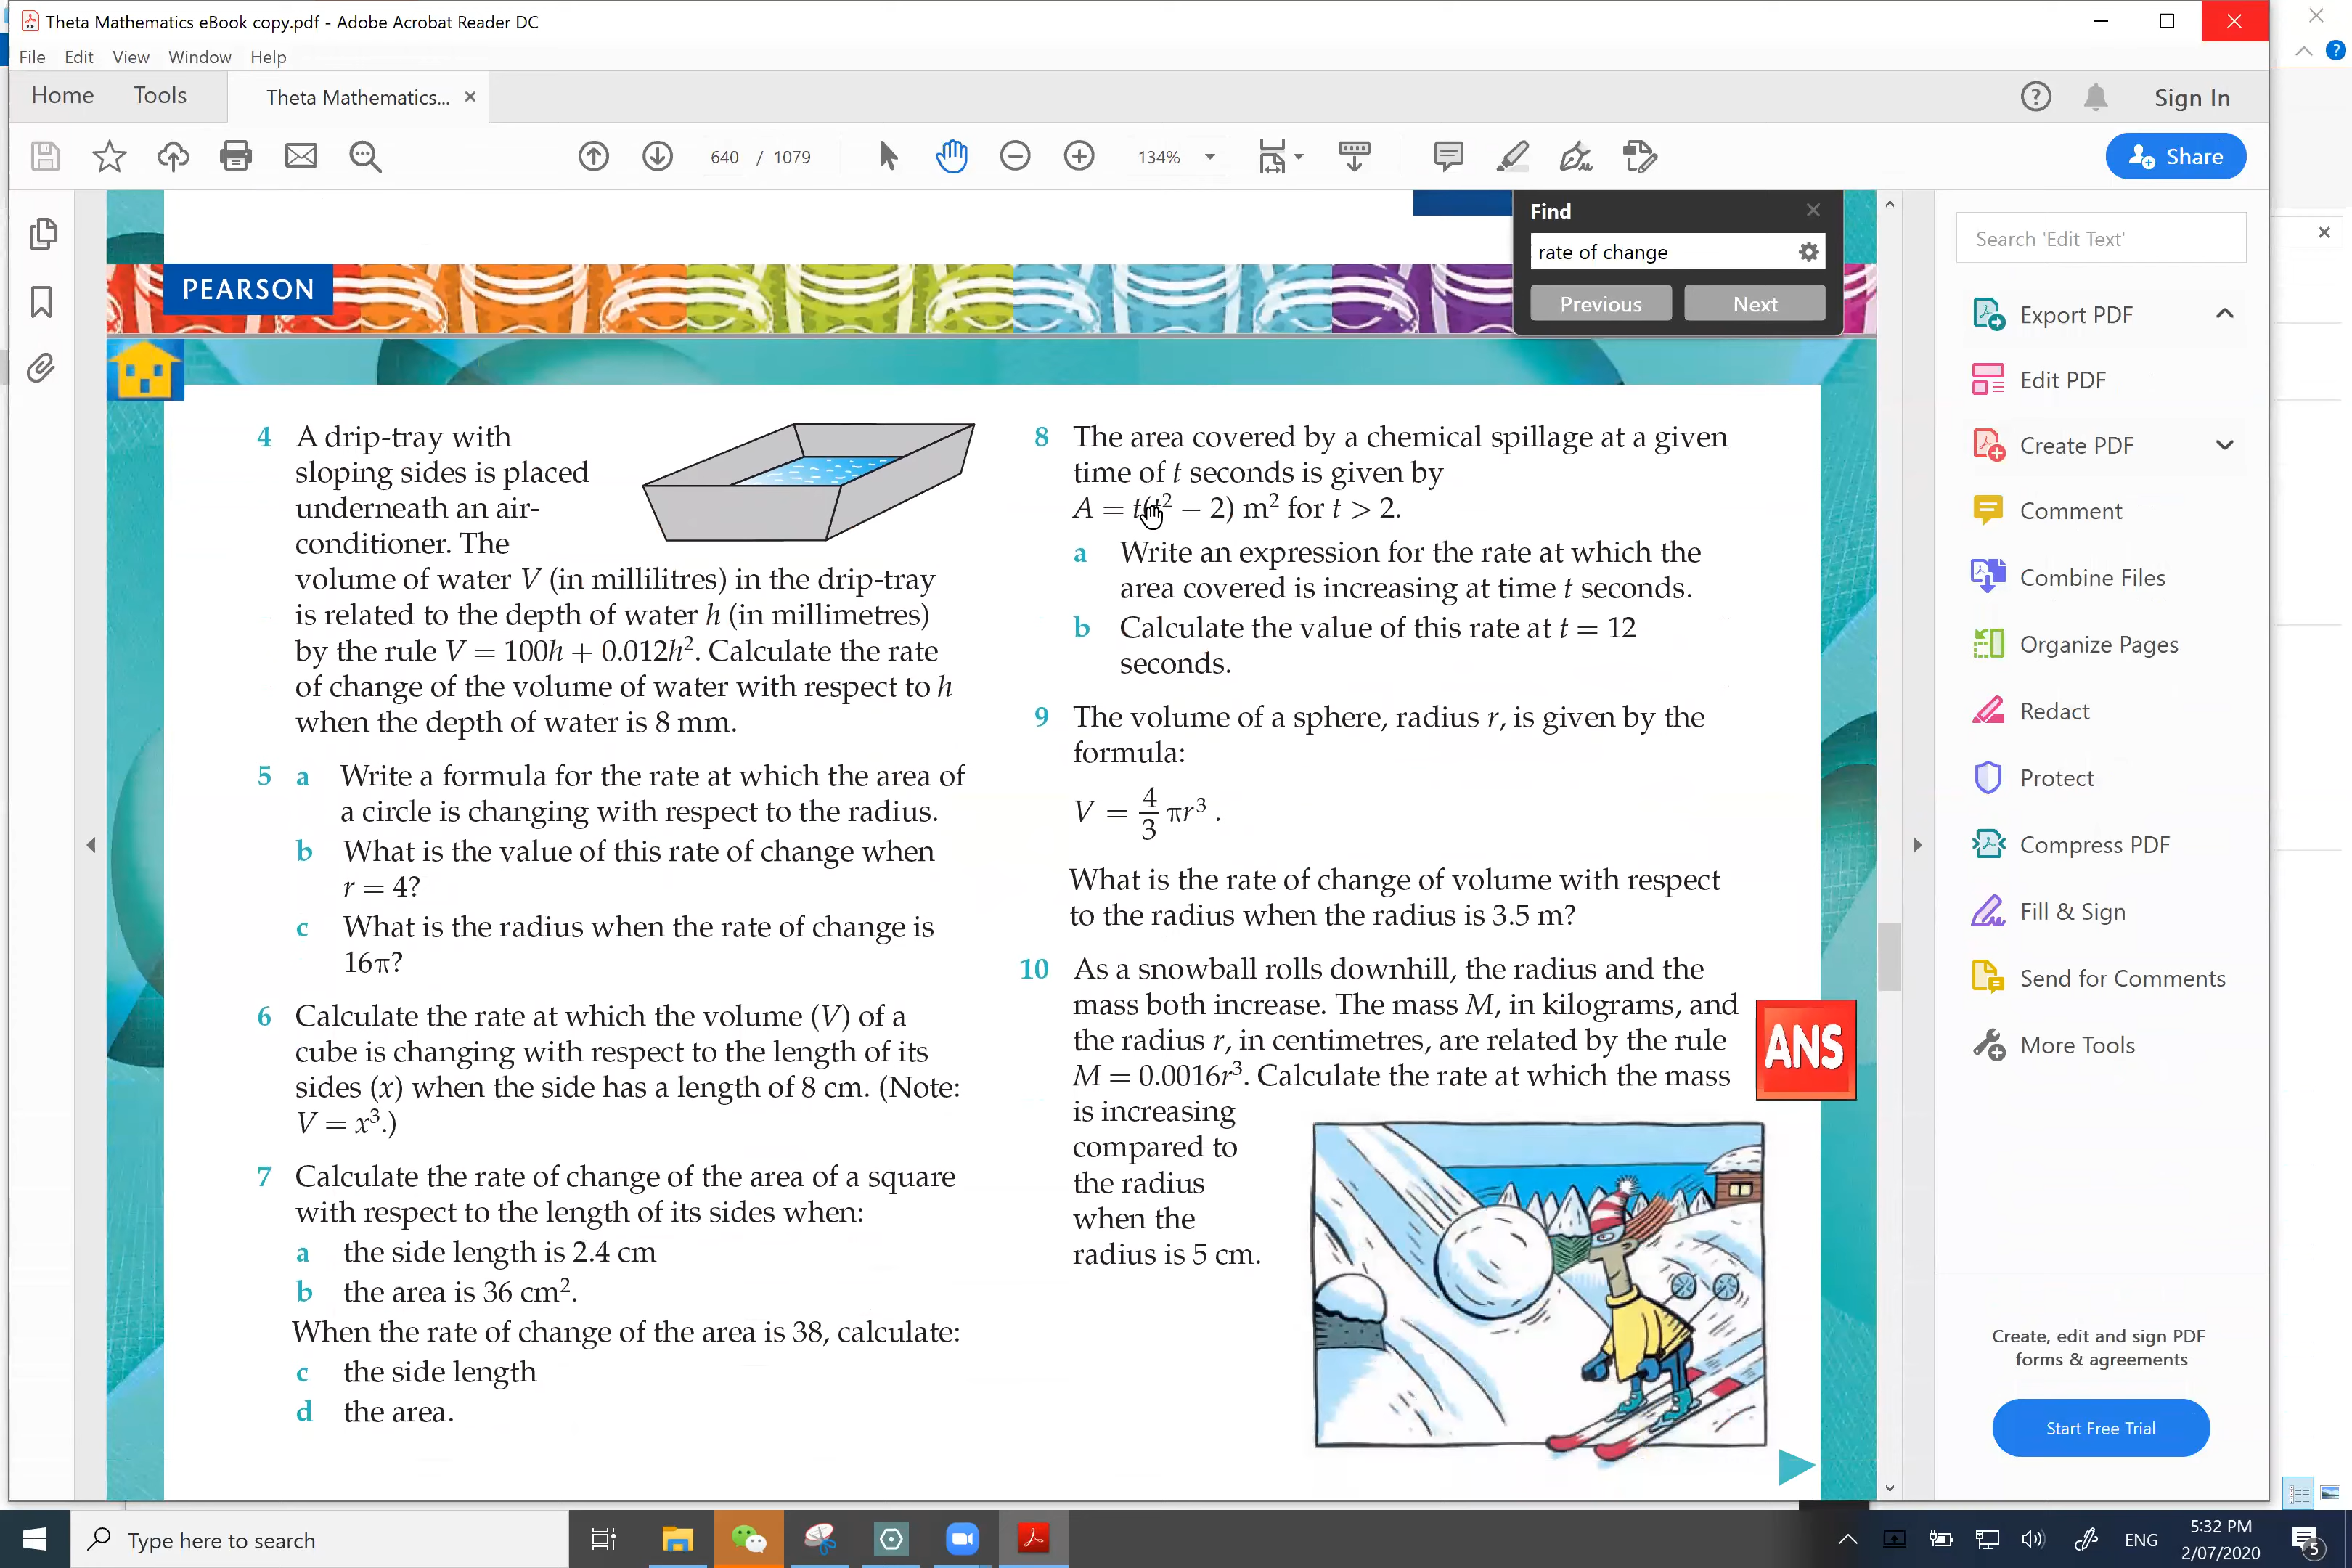 Theta Mathematics eBook copy.pdf - Adobe Acrobat Reader DC
File Edit View Window Help
Home Tools Theta Mathematics... Sign In
640 / 1079 134% Share
Find
rate of change
Previous Next
PEARSON
4 A drip-tray with
sloping sides is placed
underneath an air-
conditioner. The
volume of water V (in millilitres) in the drip-tray
is related to the depth of water h (in millimetres)
by the rule V = 100h + 0.012h². Calculate the rate
of change of the volume of water with respect to h
when the depth of water is 8 mm.
5 a Write a formula for the rate at which the area of
a circle is changing with respect to the radius.
b What is the value of this rate of change when
r = 4?
c What is the radius when the rate of change is
16π?
6 Calculate the rate at which the volume (V) of a
cube is changing with respect to the length of its
sides (x) when the side has a length of 8 cm. (Note:
V = x³.)
7 Calculate the rate of change of the area of a square
with respect to the length of its sides when:
a the side length is 2.4 cm
b the area is 36 cm².
When the rate of change of the area is 38, calculate:
c the side length
d the area.
8 The area covered by a chemical spillage at a given
time of t seconds is given by
A = t(t² − 2) m² for t > 2.
a Write an expression for the rate at which the
area covered is increasing at time t seconds.
b Calculate the value of this rate at t = 12
seconds.
9 The volume of a sphere, radius r, is given by the
formula:
V = 4/3 πr³ .
What is the rate of change of volume with respect
to the radius when the radius is 3.5 m?
10 As a snowball rolls downhill, the radius and the
mass both increase. The mass M, in kilograms, and
the radius r, in centimetres, are related by the rule
M = 0.0016r³. Calculate the rate at which the mass
is increasing
compared to
the radius
when the
radius is 5 cm.
ANS
Search 'Edit Text'
Export PDF
Edit PDF
Create PDF
Comment
Combine Files
Organize Pages
Redact
Protect
Compress PDF
Fill & Sign
Send for Comments
More Tools
Create, edit and sign PDF
forms & agreements
Start Free Trial
Type here to search
ENG
5:32 PM
2/07/2020
5